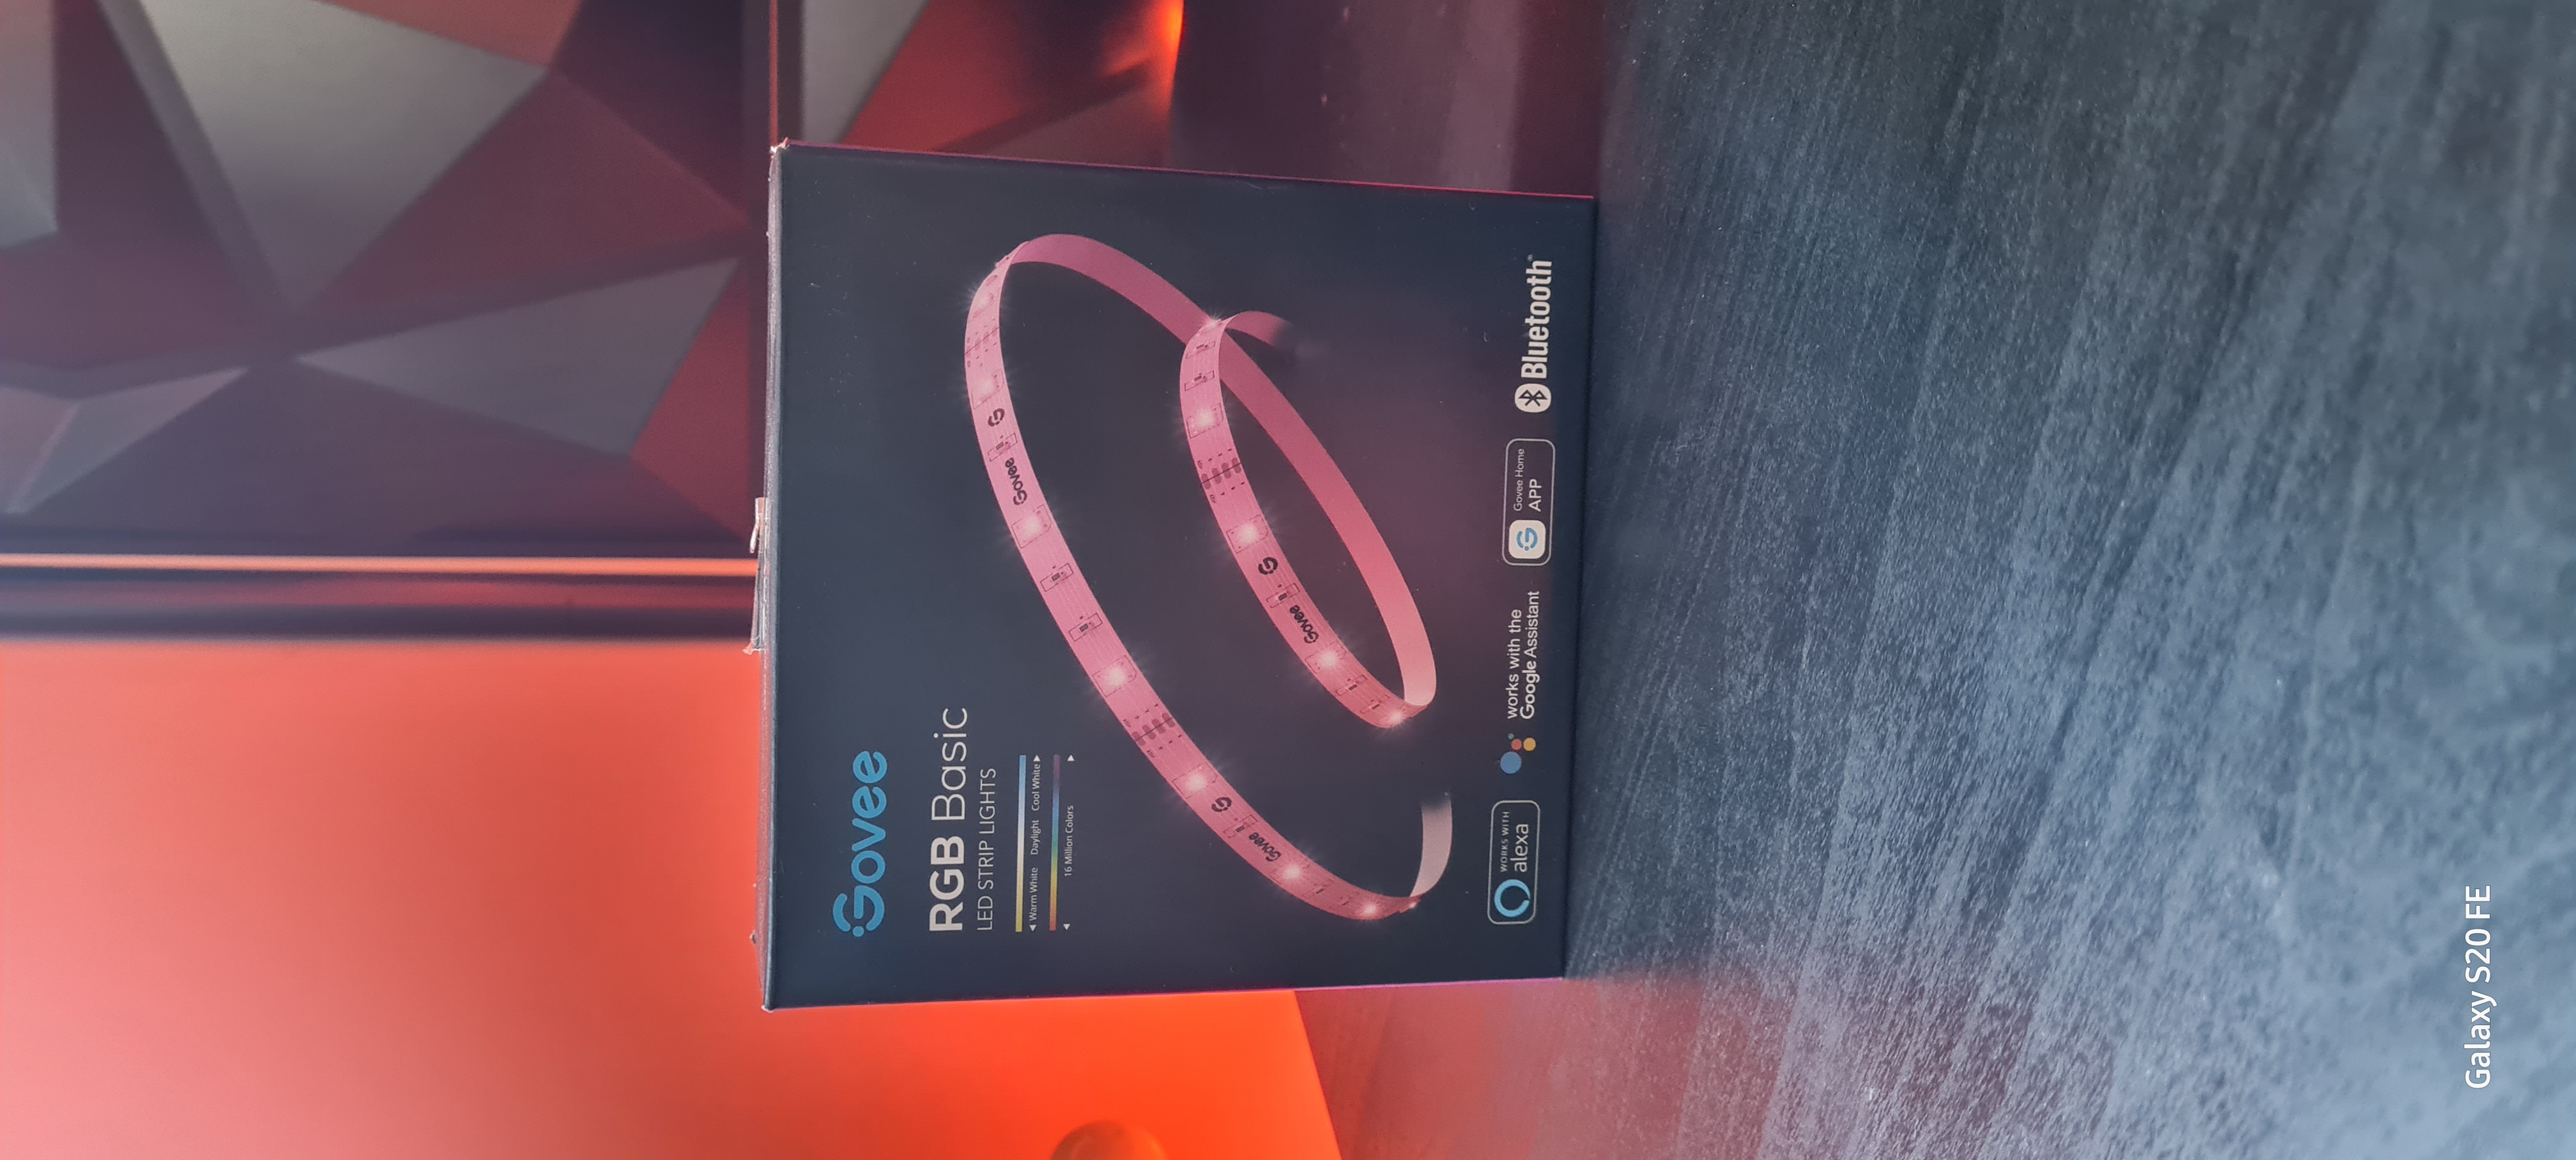 Govee
RGB Basic
LED STRIP LIGHTS
Warm White Daylight Cool White
16 Million Colors
Govee G
Govee G
Govee G
WORKS WITH
alexa
works with the
Google Assistant
Govee Home
APP
Bluetooth
Galaxy S20 FE